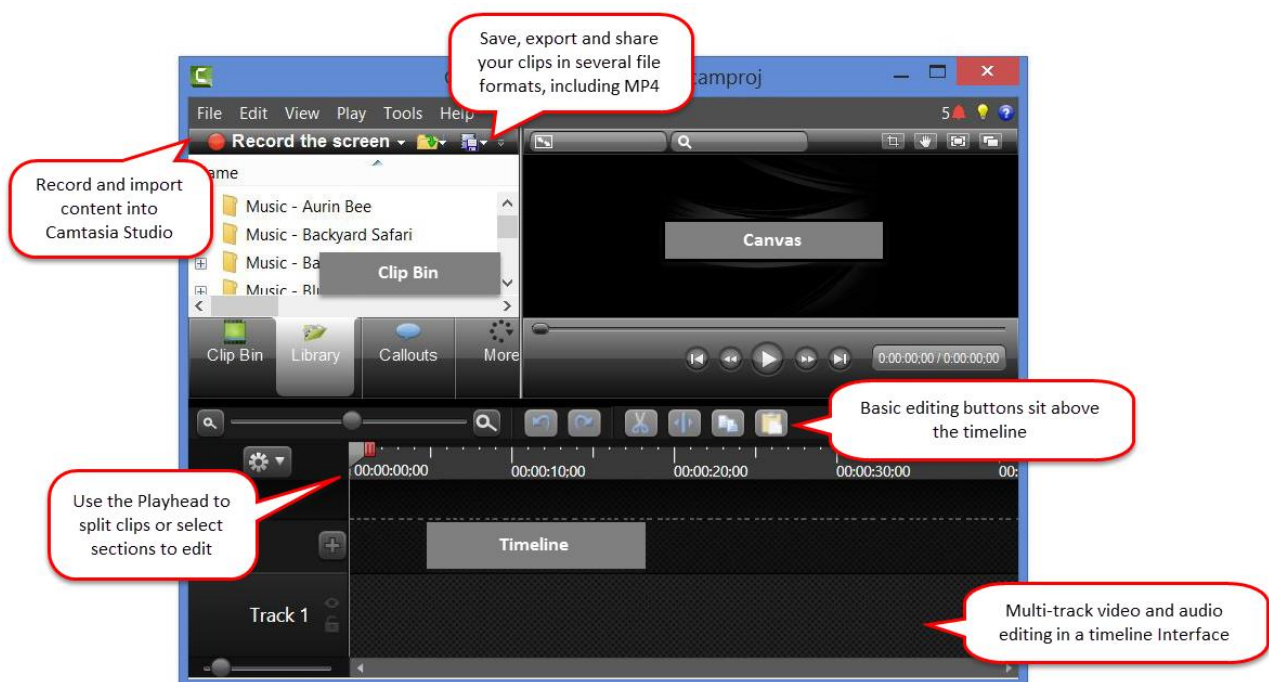 Save, export and share
your clips in several file
formats, including MP4
camproj
File Edit View Play Tools Help
5
Record the screen
Record and import
content into
Camtasia Studio
Music - Aurin Bee
Music - Backyard Safari
Music - Ba
Music - Blu
Clip Bin
Canvas
Clip Bin Library Callouts More
0:00:00;00 / 0:00:00;00
Basic editing buttons sit above
the timeline
00:00:00;00 00:00:10;00 00:00:20;00 00:00:30;00 00:
Use the Playhead to
split clips or select
sections to edit
Timeline
Track 1
Multi-track video and audio
editing in a timeline Interface